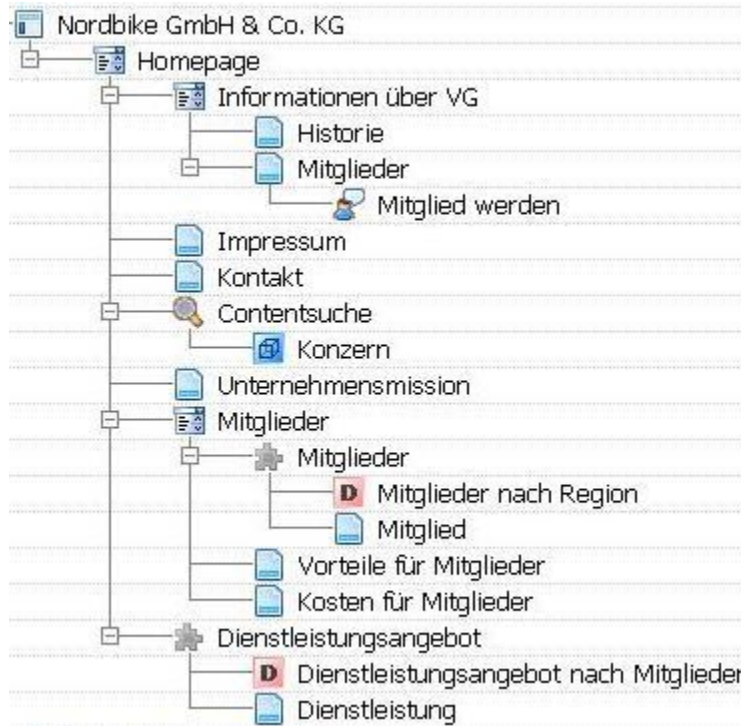 Nordbike GmbH & Co. KG
Homepage
Informationen über VG
Historie
Mitglieder
Mitglied werden
Impressum
Kontakt
Contentsuche
Konzern
Unternehmensmission
Mitglieder
Mitglieder
D Mitglieder nach Region
Mitglied
Vorteile für Mitglieder
Kosten für Mitglieder
Dienstleistungsangebot
D Dienstleistungsangebot nach Mitglieder
Dienstleistung